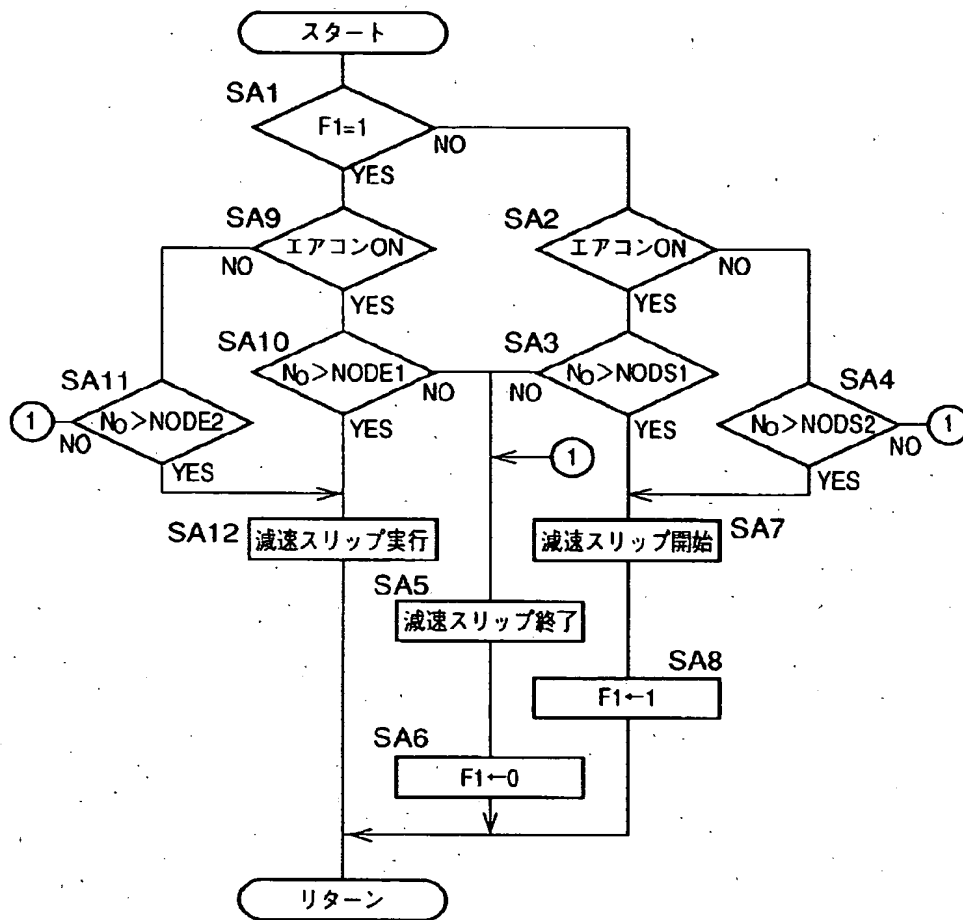 スタート
SA1
F1=1
NO
YES
SA9
エアコンON
NO
YES
SA2
エアコンON
NO
YES
SA10
NO>NODE1
NO
YES
SA3
NO>NODS1
NO
YES
SA11
NO>NODE2
NO
YES
1
SA4
NO>NODS2
NO
YES
1
1
SA12
減速スリップ実行
減速スリップ開始
SA7
SA5
減速スリップ終了
SA8
F1←1
SA6
F1←0
リターン